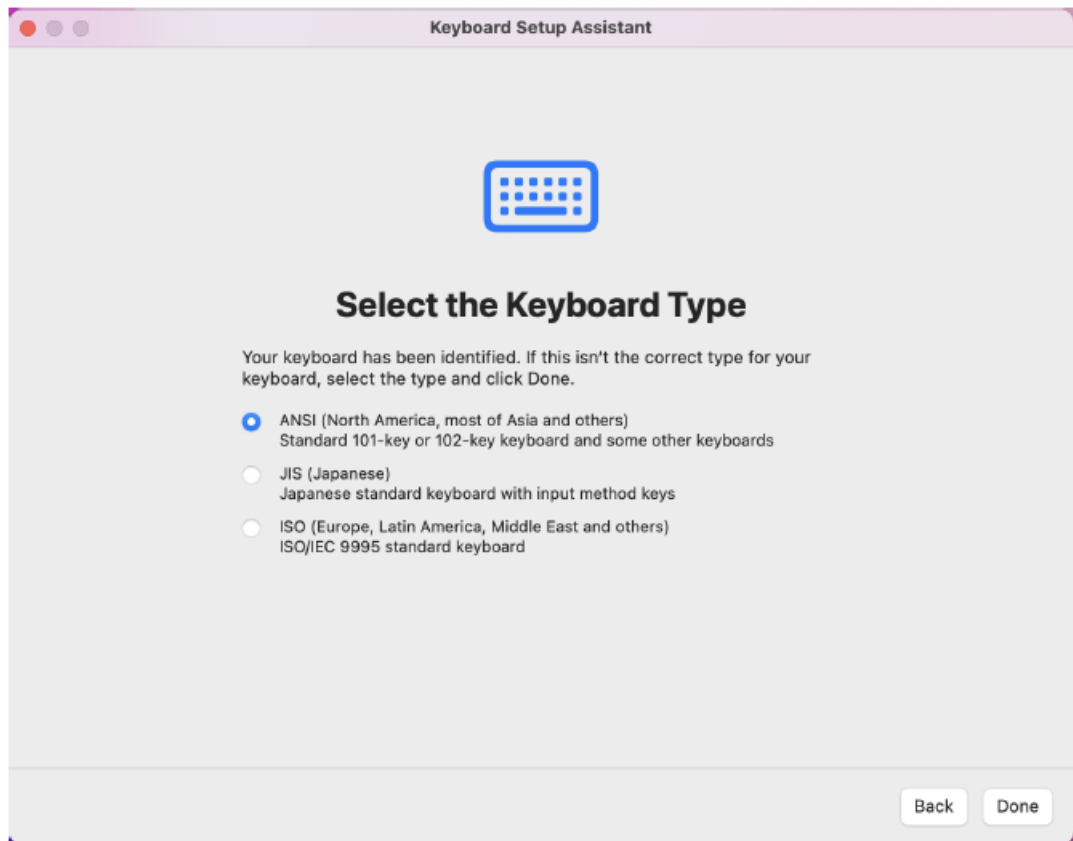 Keyboard Setup Assistant
Select the Keyboard Type
Your keyboard has been identified. If this isn't the correct type for your
keyboard, select the type and click Done.
ANSI (North America, most of Asia and others)
Standard 101-key or 102-key keyboard and some other keyboards
JIS (Japanese)
Japanese standard keyboard with input method keys
ISO (Europe, Latin America, Middle East and others)
ISO/IEC 9995 standard keyboard
Back Done